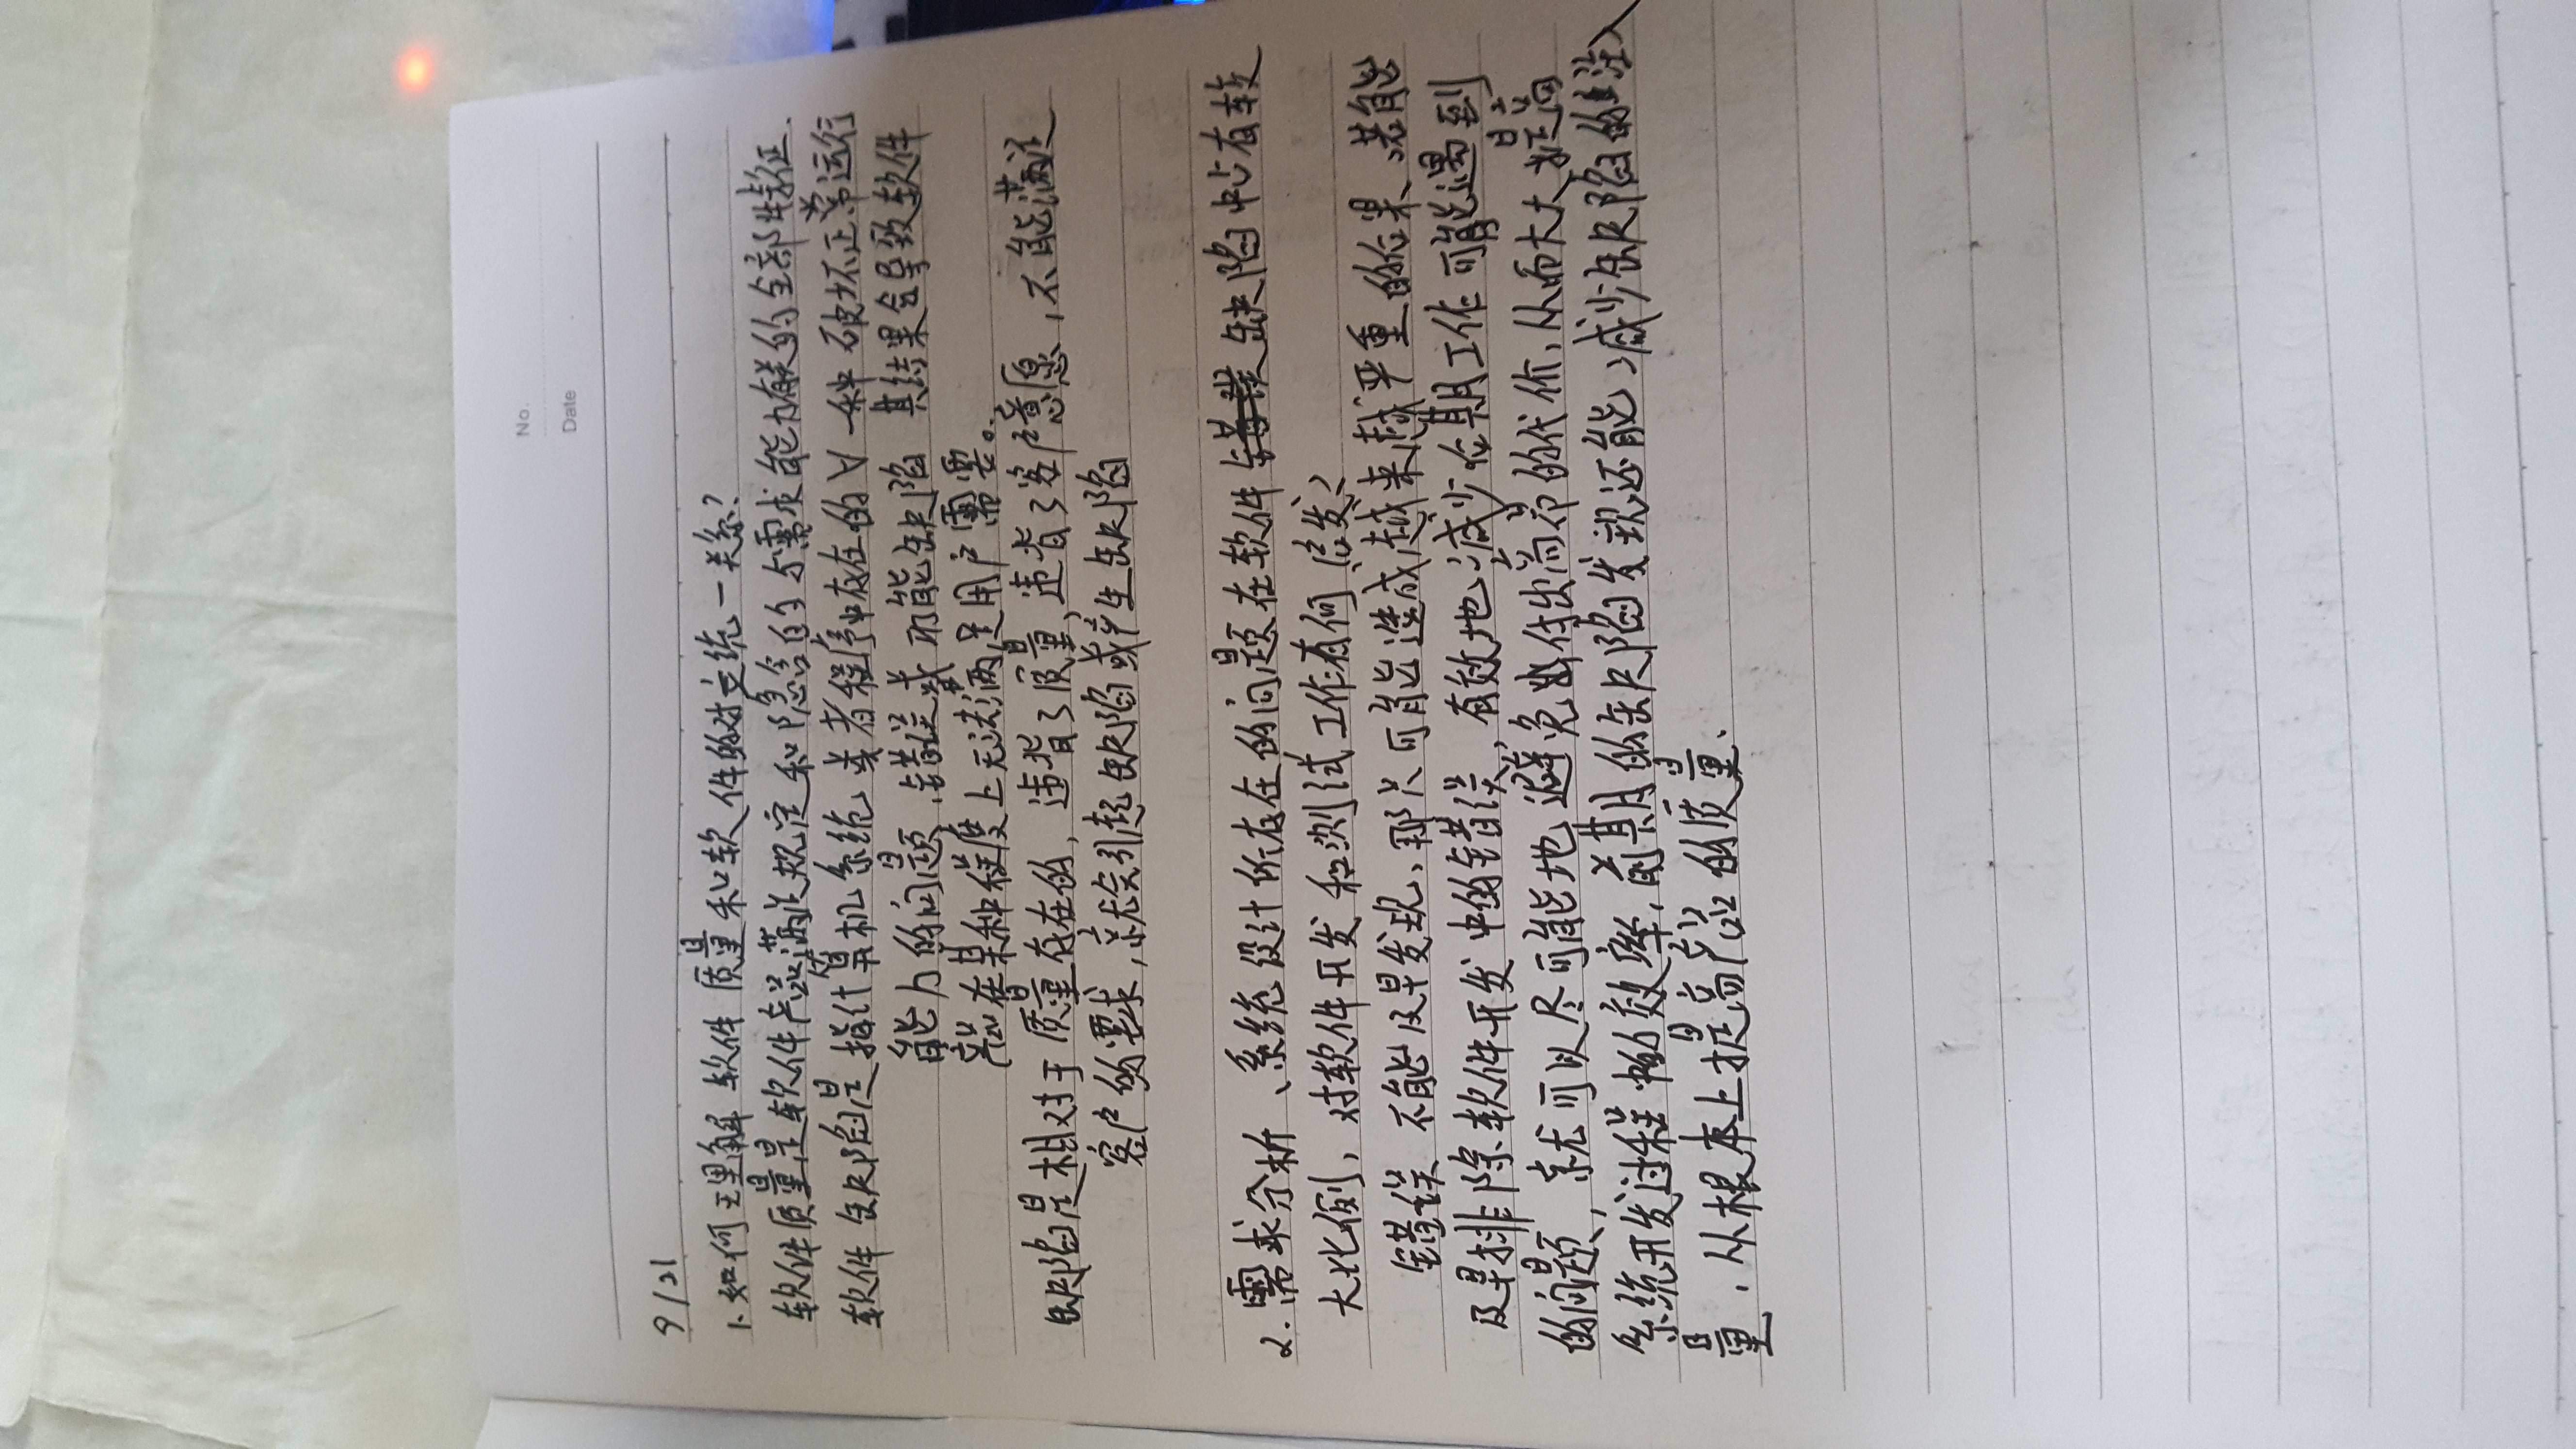 No.
Date
9/21
1.如何理解软件质量和软件的对立统一关系?
软件质量是软件产品满足规定和隐含的与需求能力有关的全部特征.
软件缺陷是指计算机系统或者程序中存在的∀一种破坏正常运行
能力的问题、错误或 功能缺陷 其结果会导致软件
产品在某种程度上无法满足用户需要。
缺陷是相对于质量存在的,违背了质量,违背了客户意愿,不能满足
客户的要求,就会引起缺陷或产生缺陷
2.需求分析、系统设计所存在的问题在软件缺陷中占有较
大比例,对软件开发和测试工作有何启发?
错误不能及早发现,那只可能造成越来越严重的后果、若能
及早排除软件开发中的错误,有效地减少后期工作可能遇到
的问题,就可以尽可能地避免付出高昂的代价,从而大大提高
系统开发过程中的效率,前期的缺陷发现还能减少缺陷的注入
量,从根本上提高产品的质量.